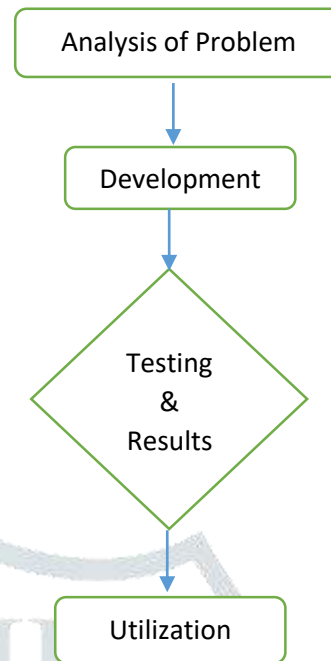 Analysis of Problem
Development
Testing
&
Results
Utilization